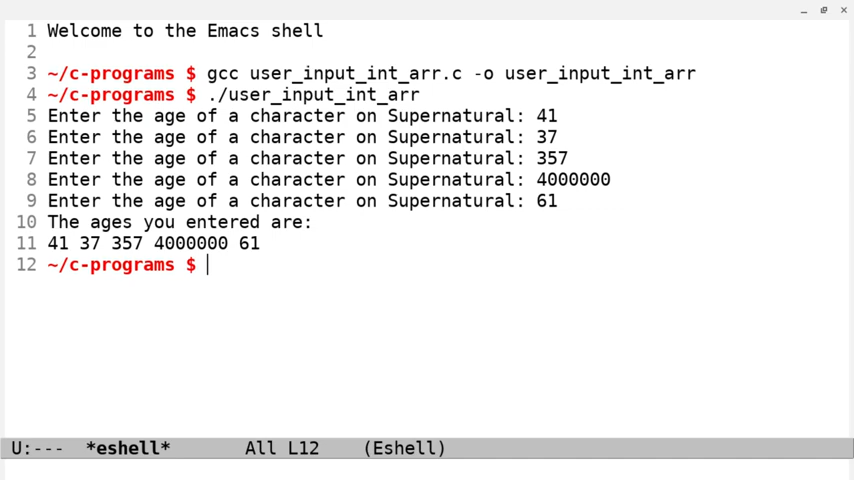 1 Welcome to the Emacs shell
2
3 ~/c-programs $ gcc user_input_int_arr.c -o user_input_int_arr
4 ~/c-programs $ ./user_input_int_arr
5 Enter the age of a character on Supernatural: 41
6 Enter the age of a character on Supernatural: 37
7 Enter the age of a character on Supernatural: 357
8 Enter the age of a character on Supernatural: 4000000
9 Enter the age of a character on Supernatural: 61
10 The ages you entered are:
11 41 37 357 4000000 61
12 ~/c-programs $
U:--- *eshell* All L12 (Eshell)